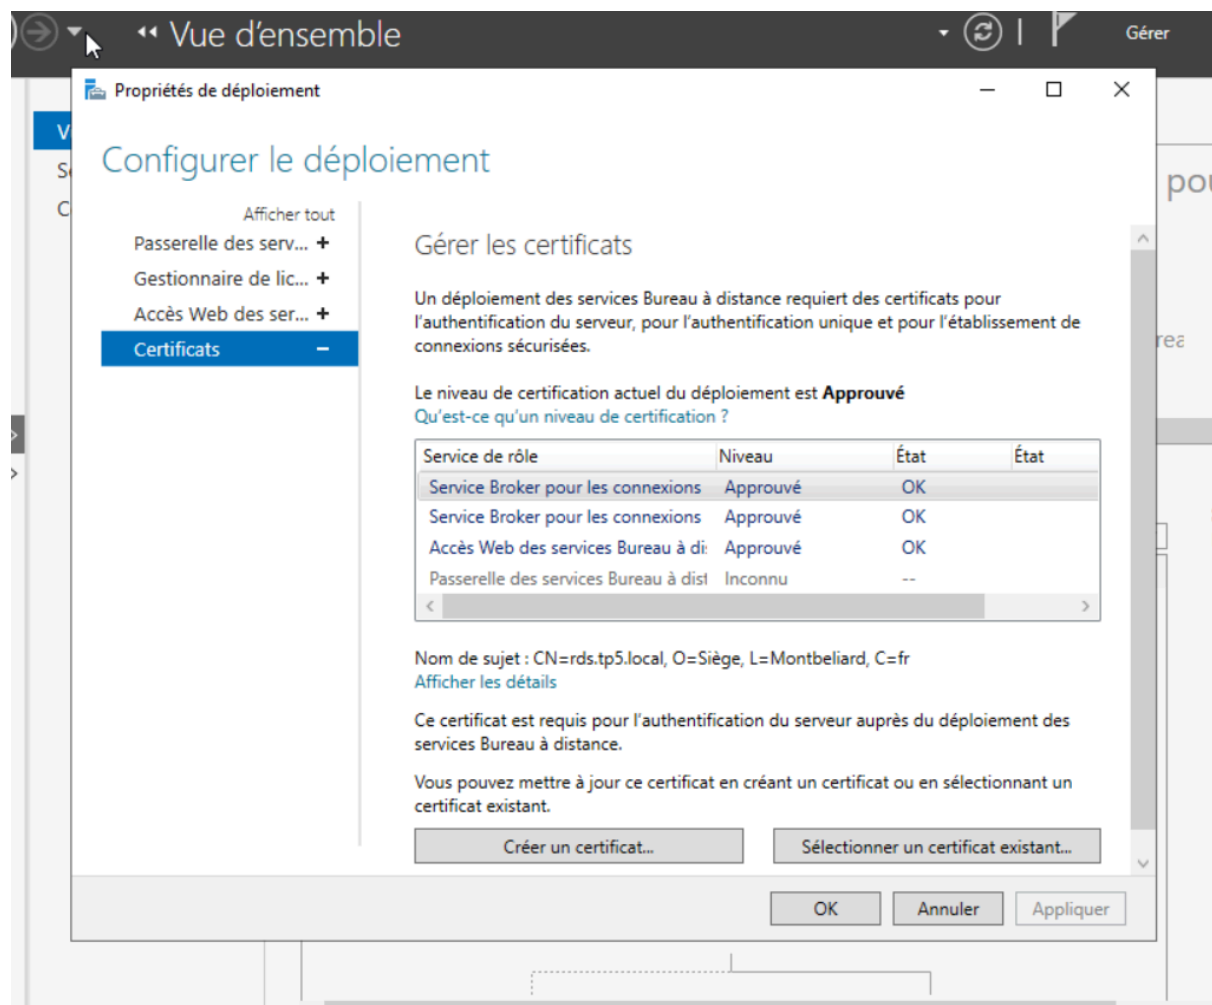 Vue d'ensemble
Gérer
Propriétés de déploiement
Configurer le déploiement
Afficher tout
Passerelle des serv... +
Gestionnaire de lic... +
Accès Web des ser... +
Certificats –
Gérer les certificats
Un déploiement des services Bureau à distance requiert des certificats pour
l'authentification du serveur, pour l'authentification unique et pour l'établissement de
connexions sécurisées.
Le niveau de certification actuel du déploiement est Approuvé
Qu'est-ce qu'un niveau de certification ?
Service de rôle Niveau État État
Service Broker pour les connexions Approuvé OK
Service Broker pour les connexions Approuvé OK
Accès Web des services Bureau à di Approuvé OK
Passerelle des services Bureau à dist Inconnu --
Nom de sujet : CN=rds.tp5.local, O=Siège, L=Montbeliard, C=fr
Afficher les détails
Ce certificat est requis pour l'authentification du serveur auprès du déploiement des
services Bureau à distance.
Vous pouvez mettre à jour ce certificat en créant un certificat ou en sélectionnant un
certificat existant.
Créer un certificat... Sélectionner un certificat existant...
OK Annuler Appliquer